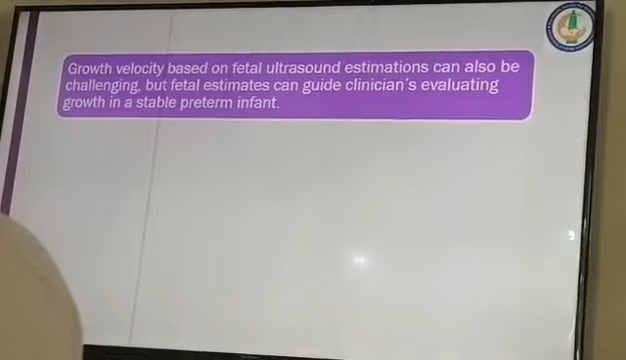 Growth velocity based on fetal ultrasound estimations can also be
challenging, but fetal estimates can guide clinician's evaluating
growth in a stable preterm infant.